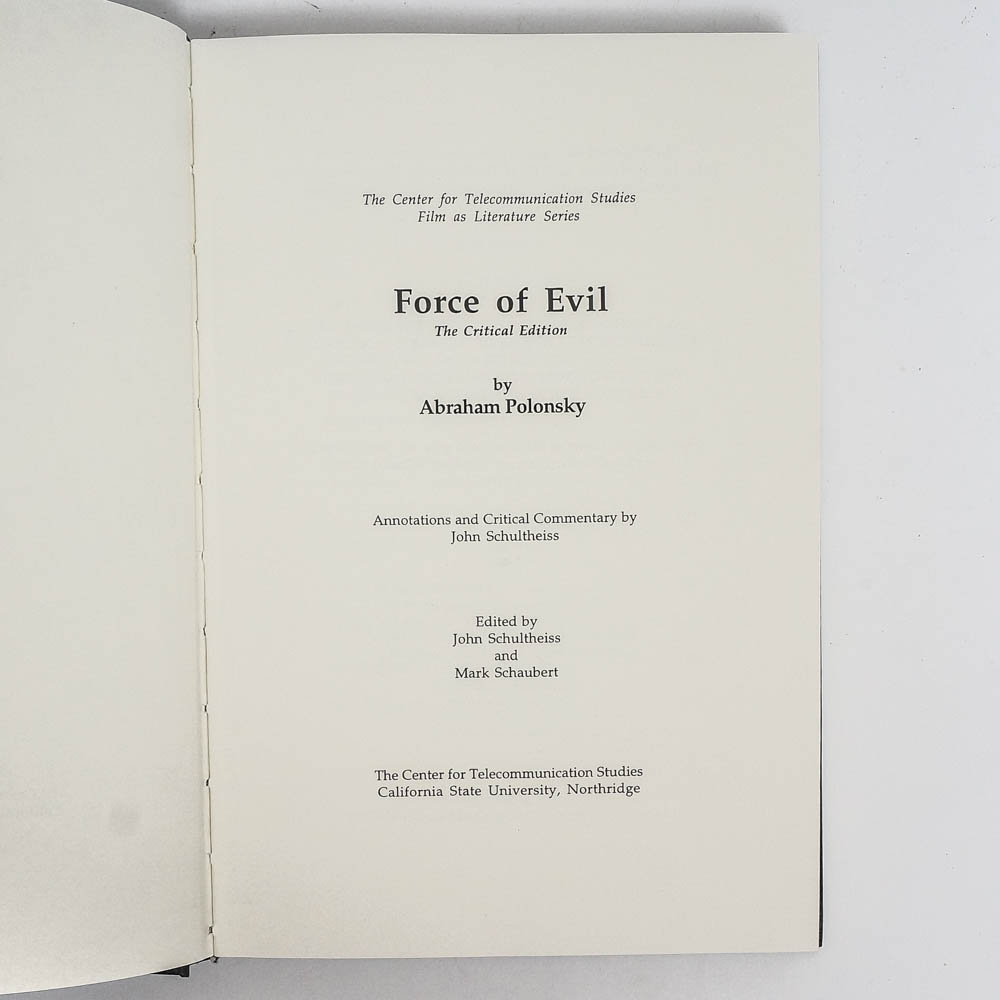 The Center for Telecommunication Studies
Film as Literature Series
Force of Evil
The Critical Edition
by
Abraham Polonsky
Annotations and Critical Commentary by
John Schultheiss
Edited by
John Schultheiss
and
Mark Schaubert
The Center for Telecommunication Studies
California State University, Northridge